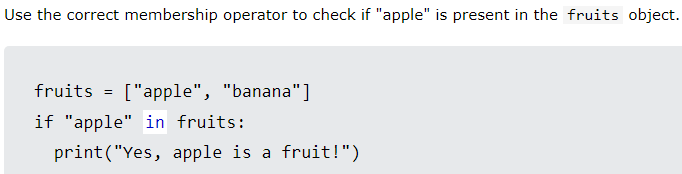 Use the correct membership operator to check if "apple" is present in the fruits object.
fruits = ["apple", "banana"]
if "apple" in fruits:
  print("Yes, apple is a fruit!")